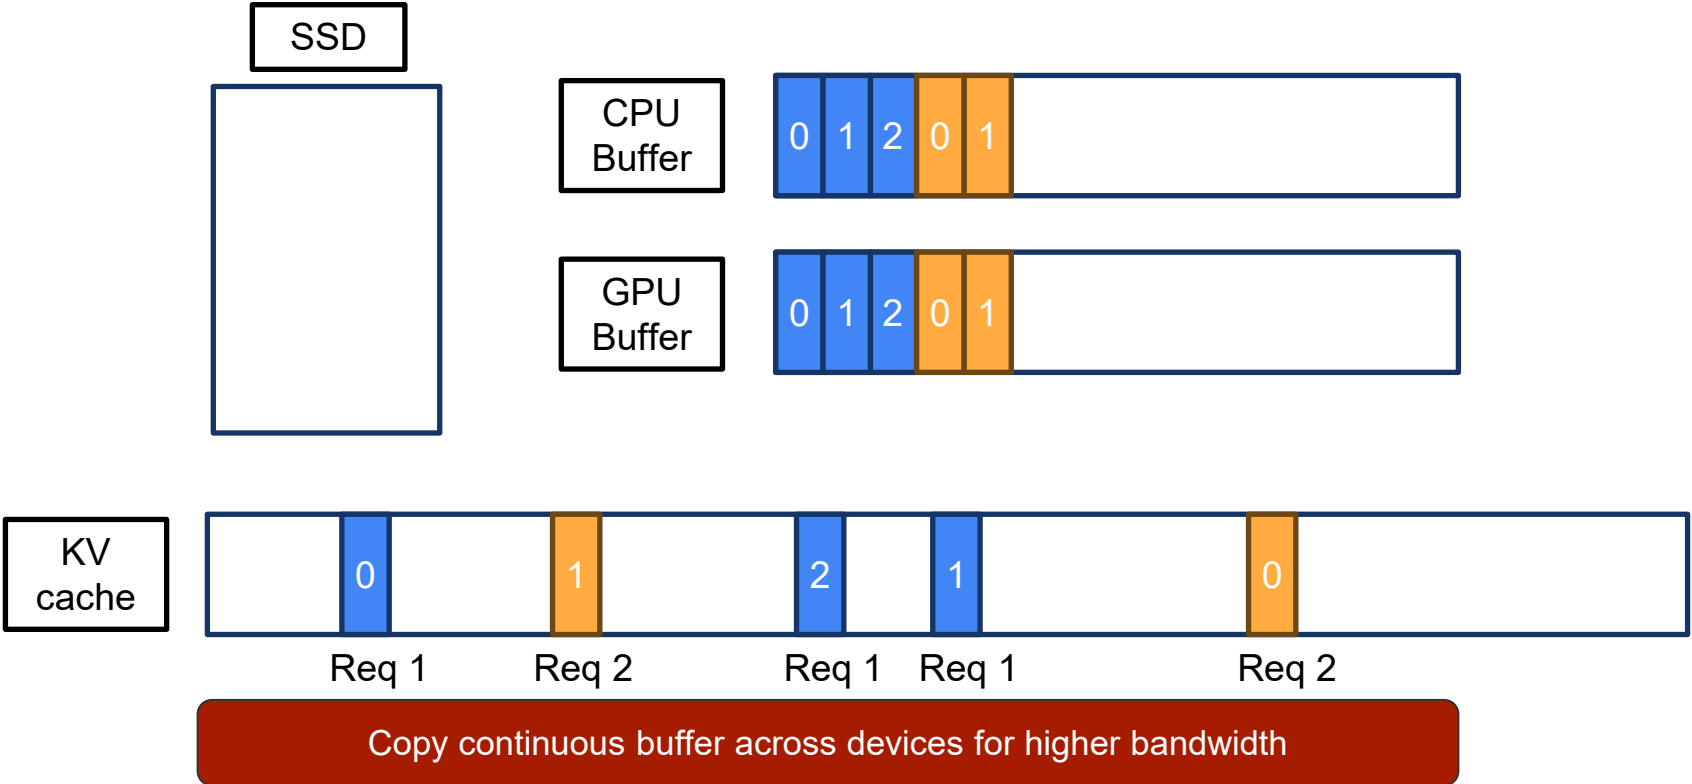 SSD
CPU
Buffer
0 1 2 0 1
GPU
Buffer
0 1 2 0 1
KV
cache
0 1 2 1 0
Req 1 Req 2 Req 1 Req 1 Req 2
Copy continuous buffer across devices for higher bandwidth